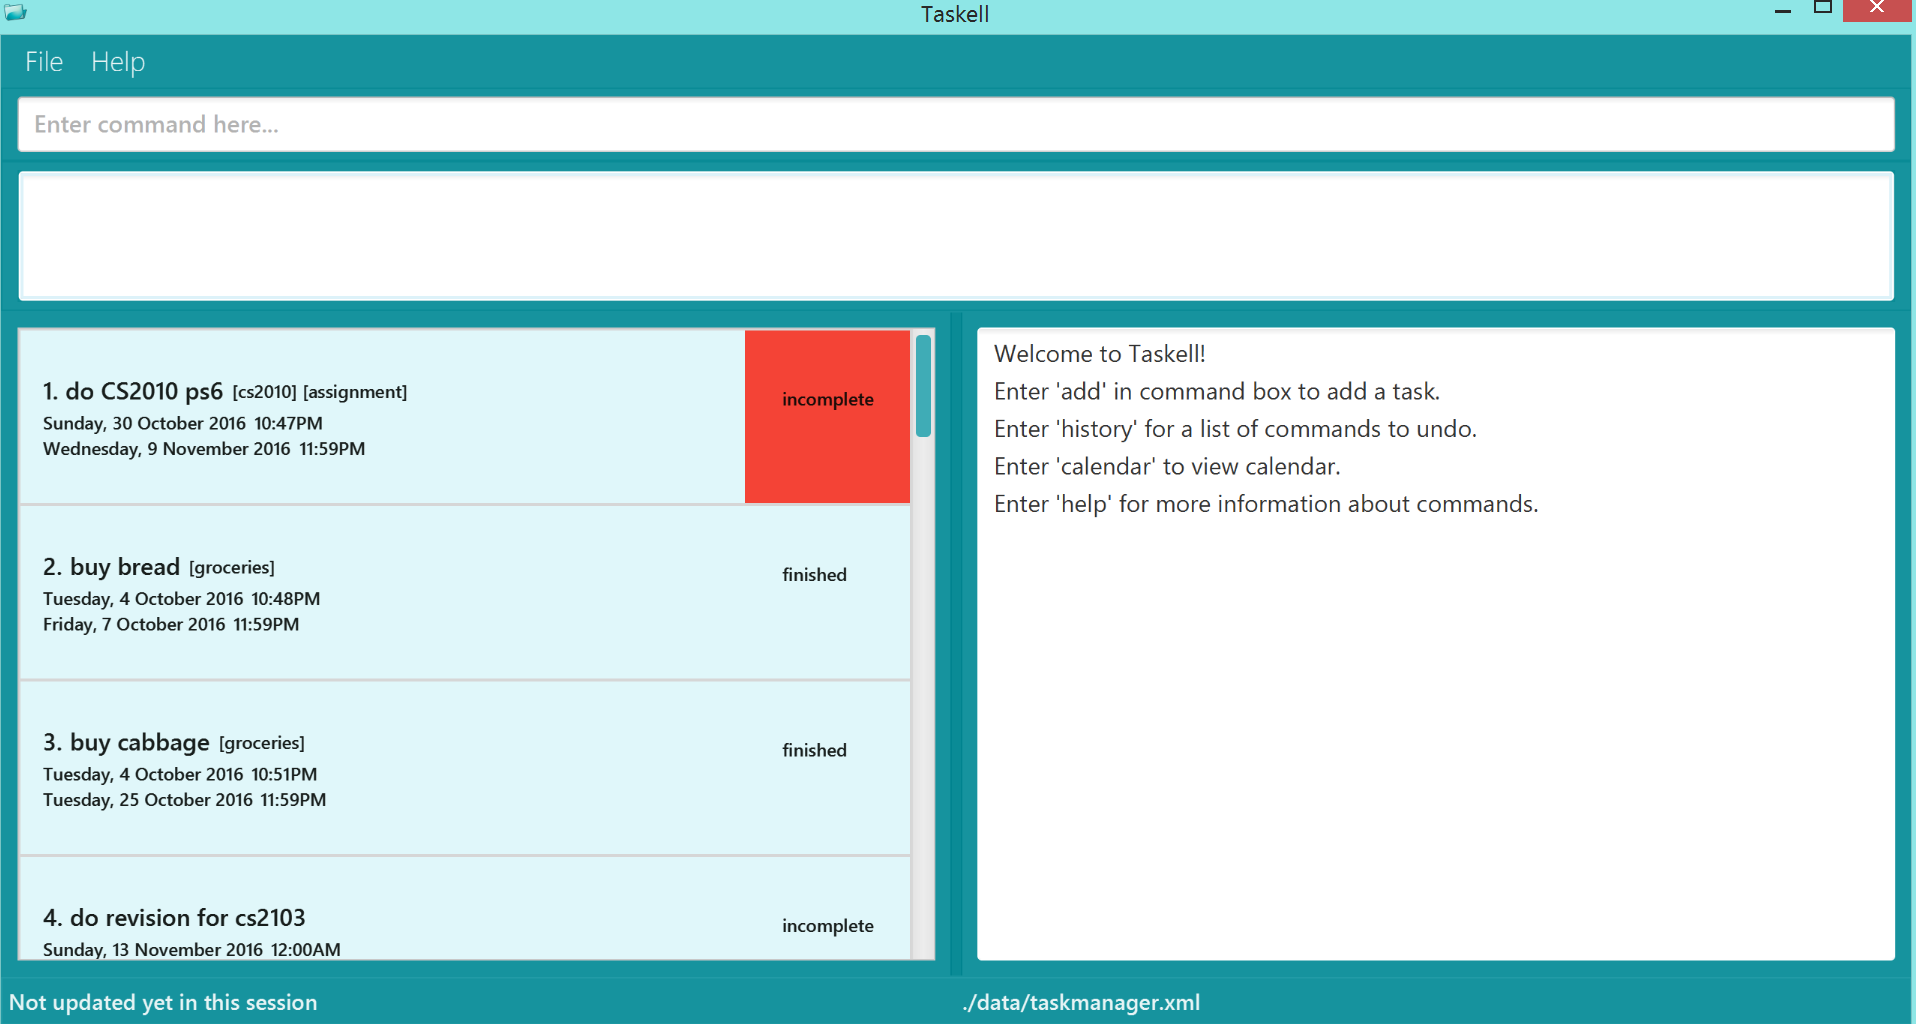 Taskell
File Help
Enter command here...
1. do CS2010 ps6 [cs2010] [assignment]
incomplete
Sunday, 30 October 2016 10:47PM
Wednesday, 9 November 2016 11:59PM
2. buy bread [groceries]
finished
Tuesday, 4 October 2016 10:48PM
Friday, 7 October 2016 11:59PM
3. buy cabbage [groceries]
finished
Tuesday, 4 October 2016 10:51PM
Tuesday, 25 October 2016 11:59PM
4. do revision for cs2103
incomplete
Sunday, 13 November 2016 12:00AM
Welcome to Taskell!
Enter 'add' in command box to add a task.
Enter 'history' for a list of commands to undo.
Enter 'calendar' to view calendar.
Enter 'help' for more information about commands.
Not updated yet in this session
./data/taskmanager.xml